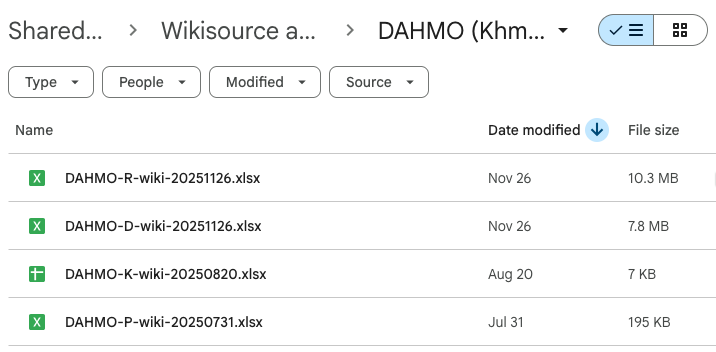 Shared... > Wikisource a... > DAHMO (Khm...
Type People Modified Source
Name Date modified File size
DAHMO-R-wiki-20251126.xlsx Nov 26 10.3 MB
DAHMO-D-wiki-20251126.xlsx Nov 26 7.8 MB
DAHMO-K-wiki-20250820.xlsx Aug 20 7 KB
DAHMO-P-wiki-20250731.xlsx Jul 31 195 KB